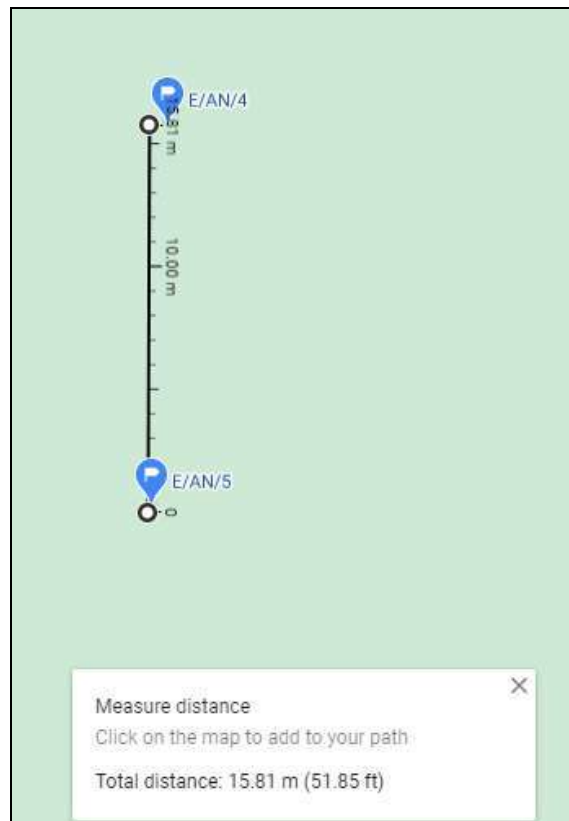 E/AN/4
15.81 m
10.00 m
E/AN/5
0
Measure distance
Click on the map to add to your path
Total distance: 15.81 m (51.85 ft)